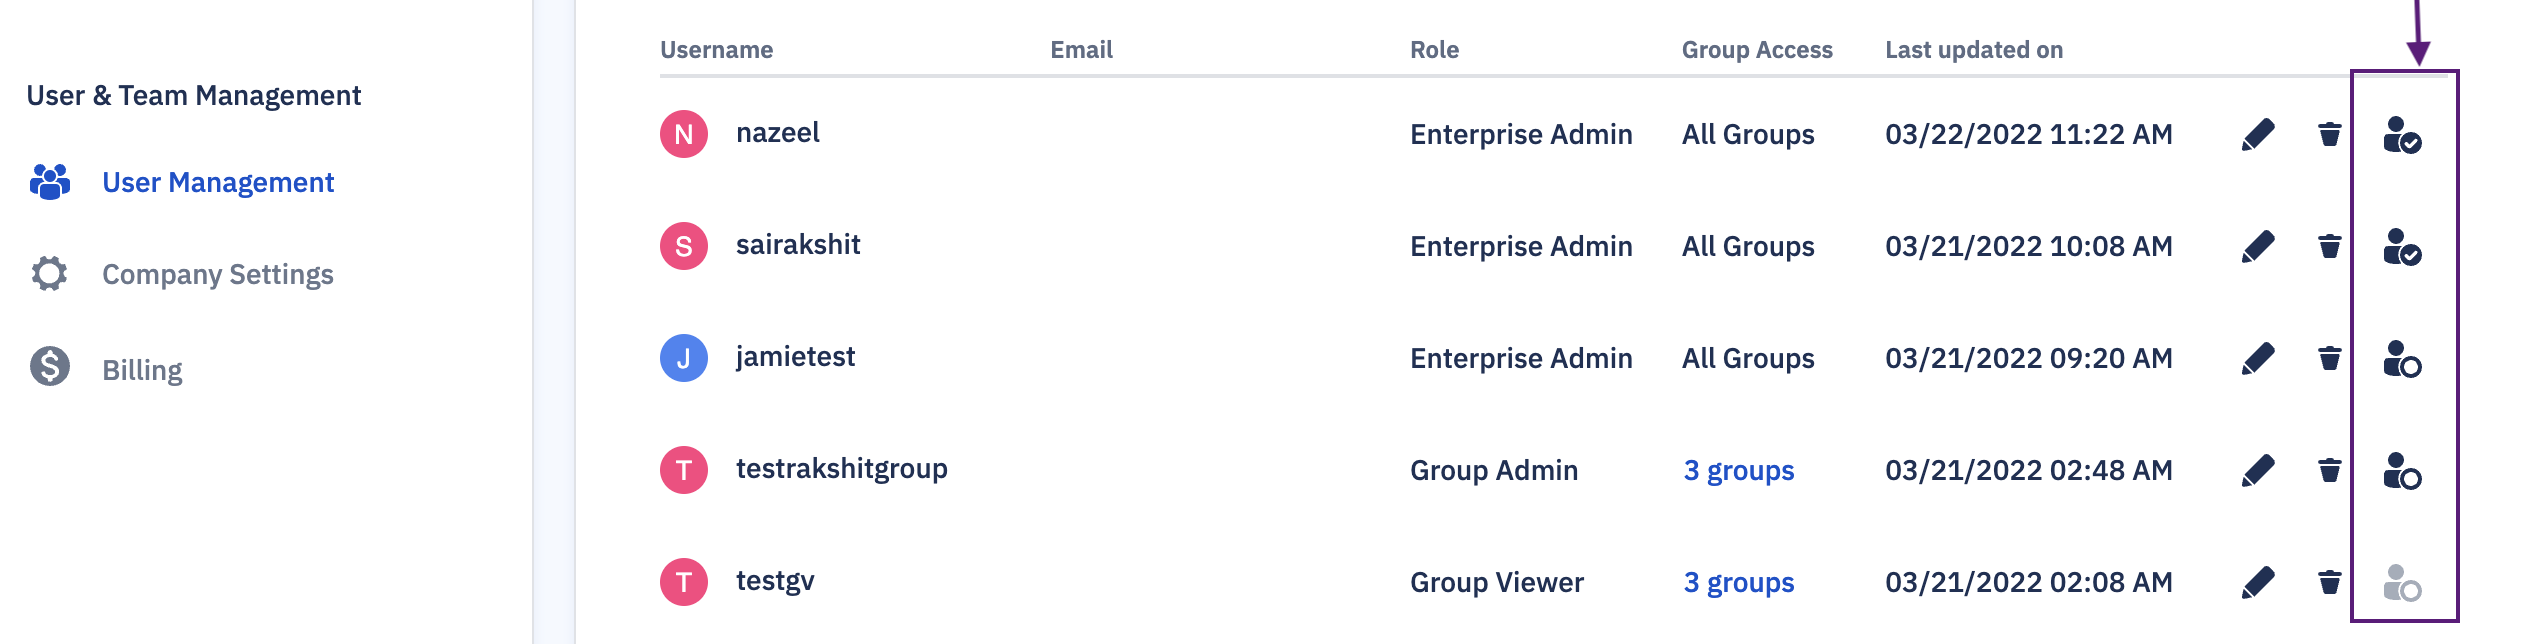 User & Team Management
User Management
Company Settings
Billing
Username Email Role Group Access Last updated on
N nazeel Enterprise Admin All Groups 03/22/2022 11:22 AM
S sairakshit Enterprise Admin All Groups 03/21/2022 10:08 AM
J jamietest Enterprise Admin All Groups 03/21/2022 09:20 AM
T testrakshitgroup Group Admin 3 groups 03/21/2022 02:48 AM
T testgv Group Viewer 3 groups 03/21/2022 02:08 AM